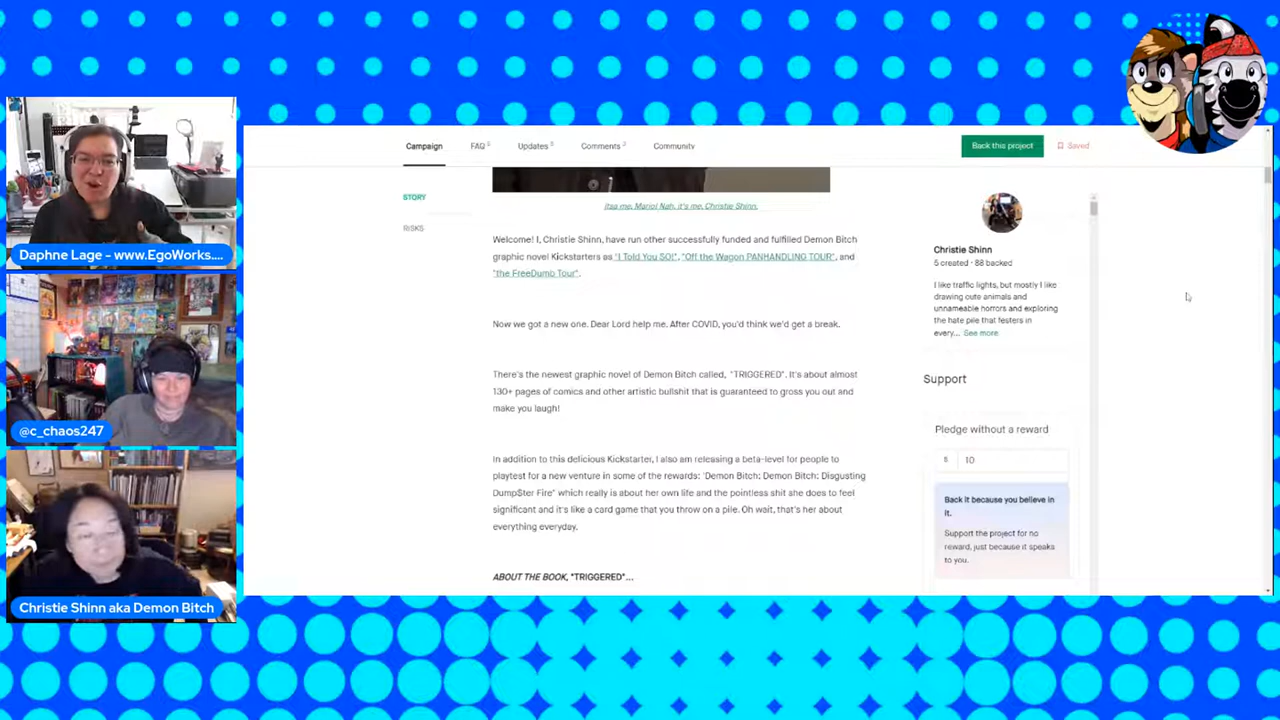 Campaign
FAQ 5
Updates 5
Comments 2
Community
Back this project
Saved
STORY
RISKS
Itsa me, Mario! Nah, it's me, Christie Shinn.
Welcome! I, Christie Shinn, have run other successfully funded and fulfilled Demon Bitch
graphic novel Kickstarters as "I Told You SO!", "Off the Wagon PANHANDLING TOUR", and
"the FreeDumb Tour".
Now we got a new one. Dear Lord help me. After COVID, you'd think we'd get a break.
There's the newest graphic novel of Demon Bitch called, "TRIGGERED". It's about almost
130+ pages of comics and other artistic bullshit that is guaranteed to gross you out and
make you laugh!
In addition to this delicious Kickstarter, I also am releasing a beta-level for people to
playtest for a new venture in some of the rewards: "Demon Bitch: Demon Bitch: Disgusting
Dump$ter Fire" which really is about her own life and the pointless shit she does to feel
significant and it's like a card game that you throw on a pile. Oh wait, that's her about
everything everyday.
ABOUT THE BOOK, "TRIGGERED"...
Christie Shinn
5 created · 88 backed
I like traffic lights, but mostly I like
drawing cute animals and
unnameable horrors and exploring
the hate pile that festers in
every... See more
Support
Pledge without a reward
$ 10
Back it because you believe in
it.
Support the project for no
reward, just because it speaks
to you.
Daphne Lage - www.EgoWorks....
@c_chaos247
Christie Shinn aka Demon Bitch